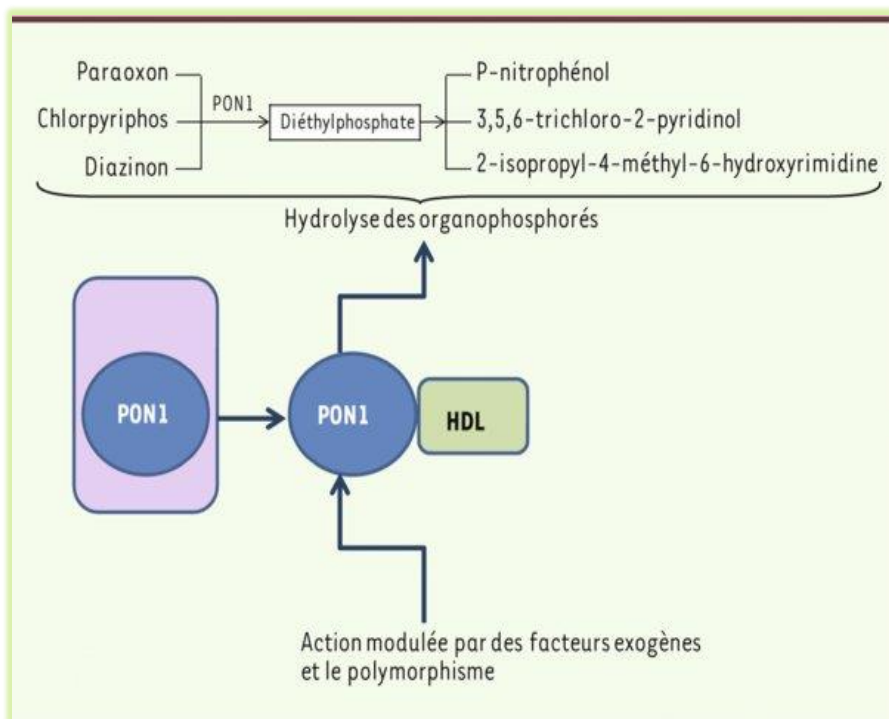 Paraoxon
Chlorpyriphos
Diazinon
PON1
Diéthylphosphate
P-nitrophénol
3,5,6-trichloro-2-pyridinol
2-isopropyl-4-méthyl-6-hydroxyrimidine
Hydrolyse des organophosphorés
PON1
PON1
HDL
Action modulée par des facteurs exogènes
et le polymorphisme